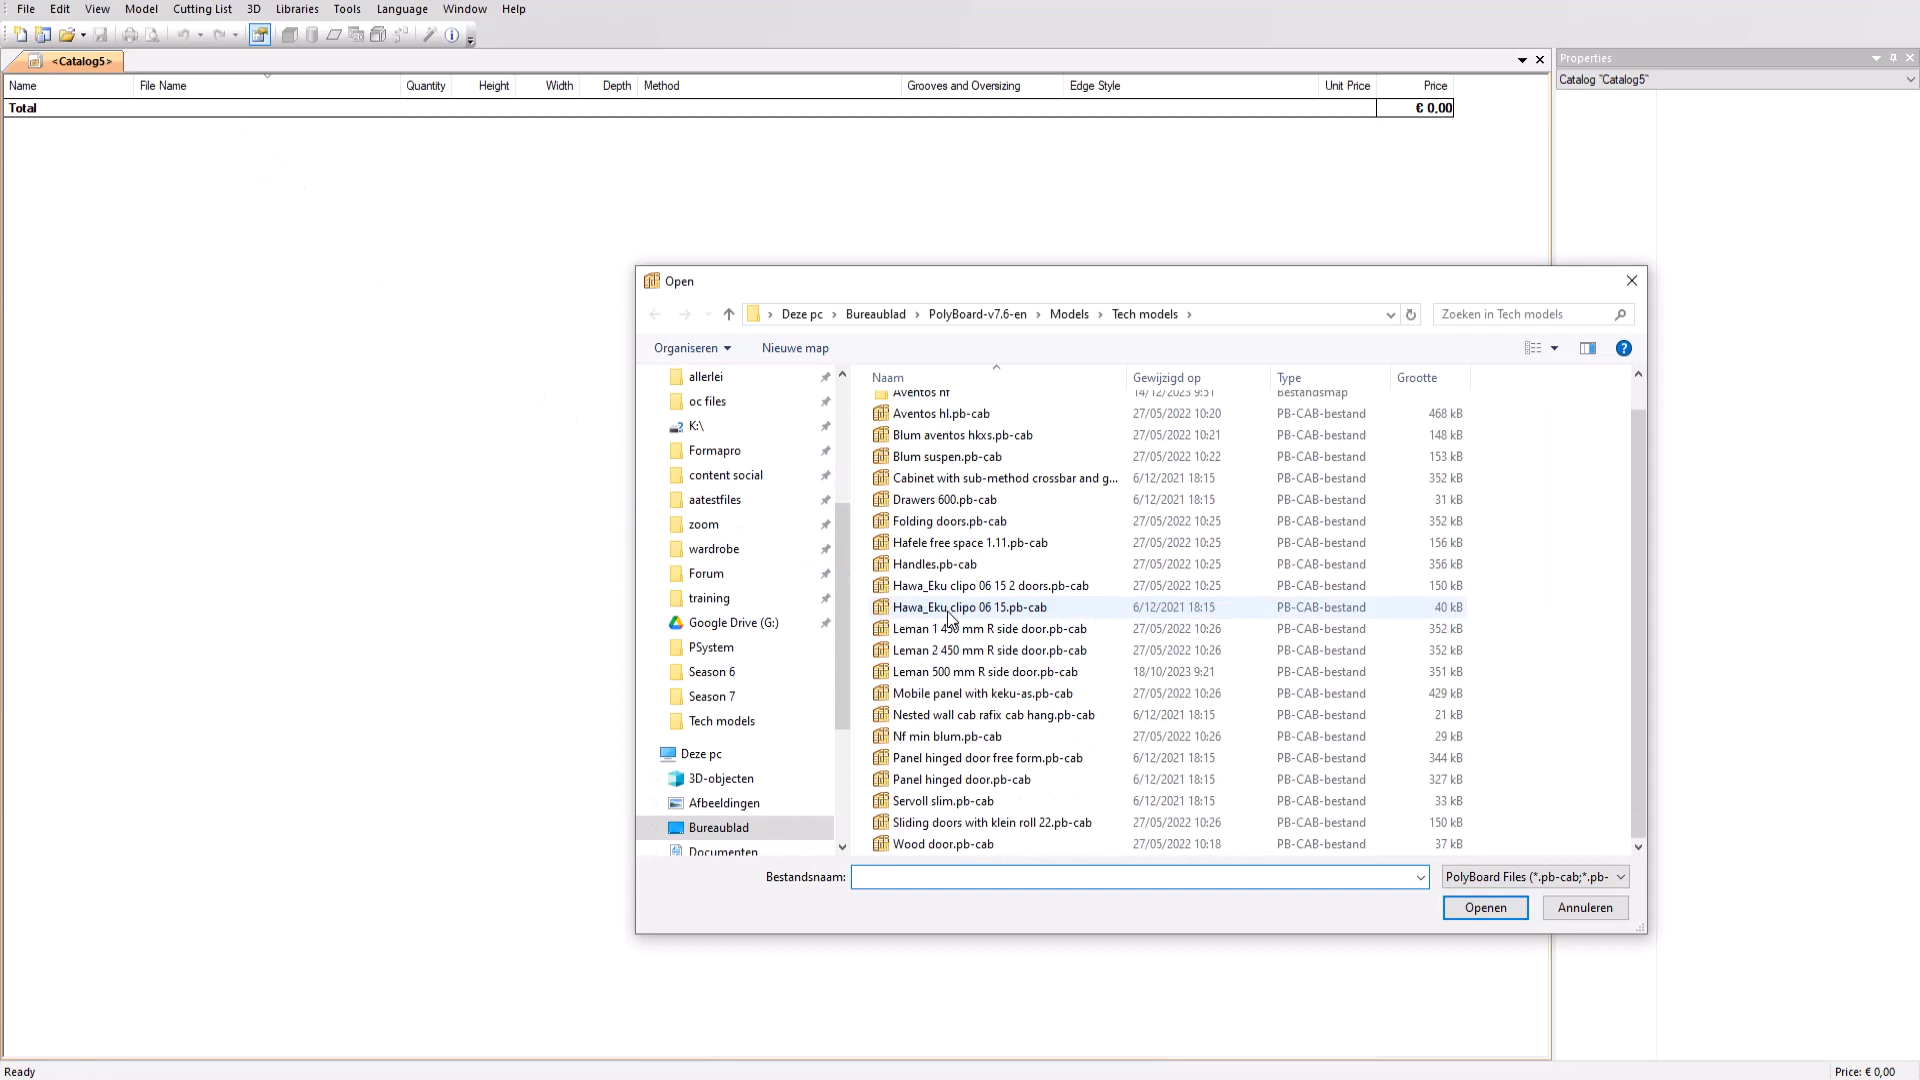 File Edit View Model Cutting List 3D Libraries Tools Language Window Help
<Catalog5>
Properties
Catalog "Catalog5"
Name File Name Quantity Height Width Depth Method Grooves and Oversizing Edge Style Unit Price Price
Total € 0,00
Open
Deze pc Bureaublad PolyBoard-v7.6-en Models Tech models
Zoeken in Tech models
Organiseren Nieuwe map
allerlei
oc files
K:\
Formapro
content social
aatestfiles
zoom
wardrobe
Forum
training
Google Drive (G:)
PSystem
Season 6
Season 7
Tech models
Deze pc
3D-objecten
Afbeeldingen
Bureaublad
Documenten
Naam Gewijzigd op Type Grootte
Aventos hf 14/12/2023 9:51 Bestandsmap
Aventos hl.pb-cab 27/05/2022 10:20 PB-CAB-bestand 468 kB
Blum aventos hkxs.pb-cab 27/05/2022 10:21 PB-CAB-bestand 148 kB
Blum suspen.pb-cab 27/05/2022 10:22 PB-CAB-bestand 153 kB
Cabinet with sub-method crossbar and g... 6/12/2021 18:15 PB-CAB-bestand 352 kB
Drawers 600.pb-cab 6/12/2021 18:15 PB-CAB-bestand 31 kB
Folding doors.pb-cab 27/05/2022 10:25 PB-CAB-bestand 352 kB
Hafele free space 1.11.pb-cab 27/05/2022 10:25 PB-CAB-bestand 156 kB
Handles.pb-cab 27/05/2022 10:25 PB-CAB-bestand 356 kB
Hawa_Eku clipo 06 15 2 doors.pb-cab 27/05/2022 10:25 PB-CAB-bestand 150 kB
Hawa_Eku clipo 06 15.pb-cab 6/12/2021 18:15 PB-CAB-bestand 40 kB
Leman 1 450 mm R side door.pb-cab 27/05/2022 10:26 PB-CAB-bestand 352 kB
Leman 2 450 mm R side door.pb-cab 27/05/2022 10:26 PB-CAB-bestand 352 kB
Leman 500 mm R side door.pb-cab 18/10/2023 9:21 PB-CAB-bestand 351 kB
Mobile panel with keku-as.pb-cab 27/05/2022 10:26 PB-CAB-bestand 429 kB
Nested wall cab rafix cab hang.pb-cab 6/12/2021 18:15 PB-CAB-bestand 21 kB
Nf min blum.pb-cab 27/05/2022 10:26 PB-CAB-bestand 29 kB
Panel hinged door free form.pb-cab 6/12/2021 18:15 PB-CAB-bestand 344 kB
Panel hinged door.pb-cab 6/12/2021 18:15 PB-CAB-bestand 327 kB
Servoll slim.pb-cab 6/12/2021 18:15 PB-CAB-bestand 33 kB
Sliding doors with klein roll 22.pb-cab 27/05/2022 10:26 PB-CAB-bestand 150 kB
Wood door.pb-cab 27/05/2022 10:18 PB-CAB-bestand 37 kB
Bestandsnaam: PolyBoard Files (*.pb-cab;*.pb-
Openen Annuleren
Ready Price: € 0,00